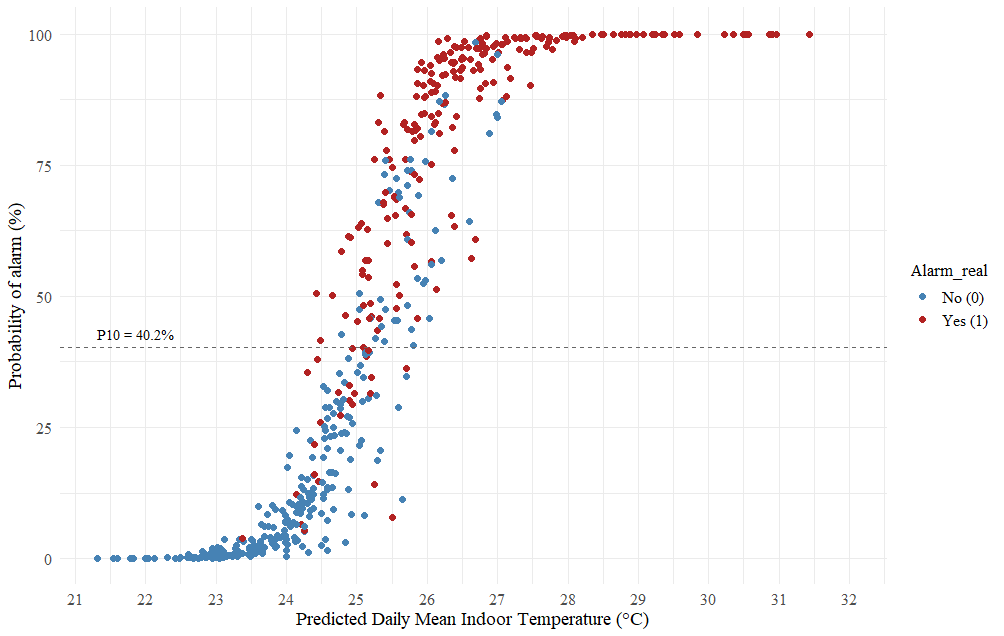 100
75
50
25
0
Probability of alarm (%)
P10 = 40.2%
21 22 23 24 25 26 27 28 29 30 31 32
Predicted Daily Mean Indoor Temperature (°C)
Alarm_real
No (0)
Yes (1)